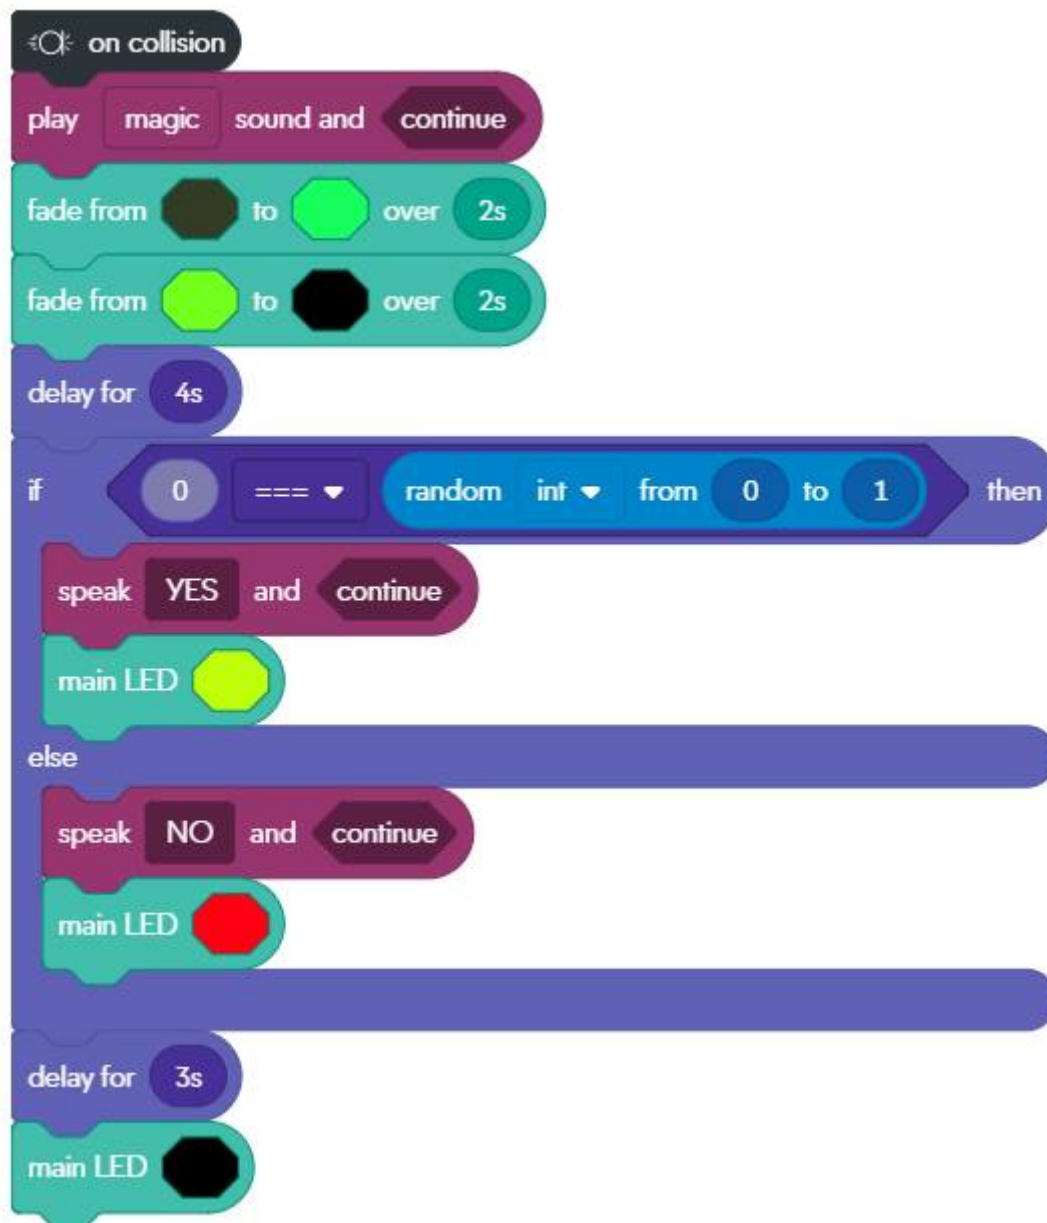 on collision
play magic sound and continue
fade from to over 2s
fade from to over 2s
delay for 4s
if 0 === random int from 0 to 1 then
speak YES and continue
main LED
else
speak NO and continue
main LED
delay for 3s
main LED